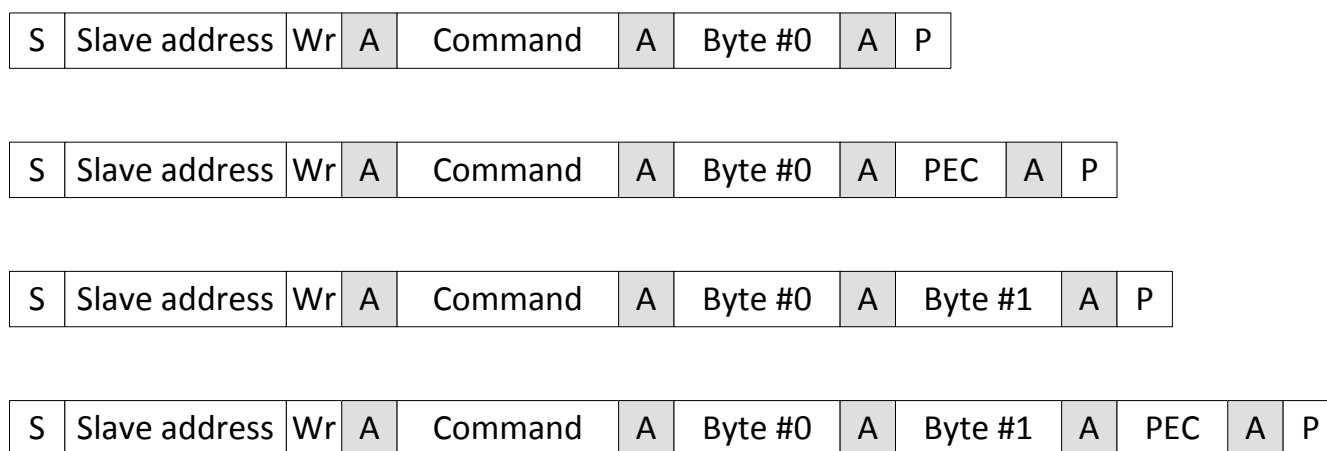 S Slave address Wr A Command A Byte #0 A P
S Slave address Wr A Command A Byte #0 A PEC A P
S Slave address Wr A Command A Byte #0 A Byte #1 A P
S Slave address Wr A Command A Byte #0 A Byte #1 A PEC A P